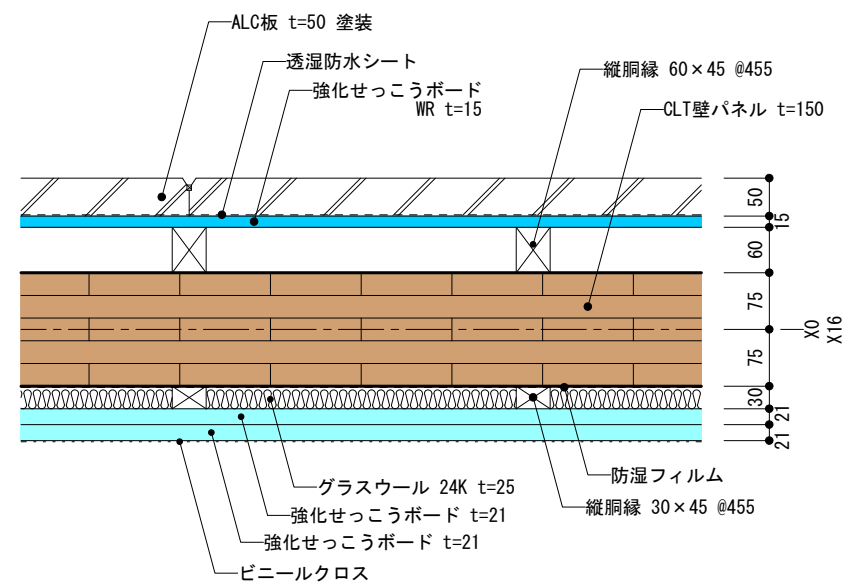 ALC板 t=50 塗装
透湿防水シート
強化せっこうボード
WR t=15
縦胴縁 60×45 @455
CLT壁パネル t=150
50
15
60
75
75
30
21
21
X0
X16
防湿フィルム
グラスウール 24K t=25
縦胴縁 30×45 @455
強化せっこうボード t=21
強化せっこうボード t=21
ビニールクロス